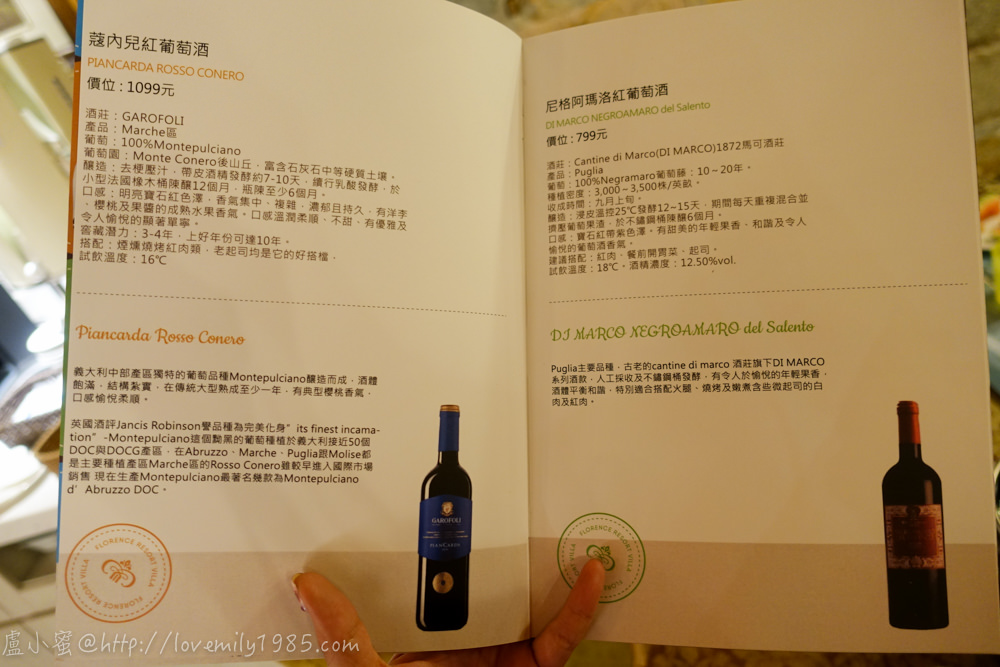 蔻內兒紅葡萄酒
PIANCARDA ROSSO CONERO
價位 : 1099元
酒莊 : GAROFOLI
產品 : Marche區
葡萄 : 100%Montepulciano
葡萄園 : Monte Conero後山丘，富含石灰石中等硬質土壤。
釀造 : 去梗壓汁，帶皮酒精發酵約7-10天，續行乳酸發酵，於
小型法國橡木桶陳釀12個月，瓶陳至少6個月。
口感 : 明亮寶石紅色澤，香氣集中、複雜，濃郁且持久，有洋李
、櫻桃及果醬的成熟水果香氣。口感溫潤柔順、不甜、有優雅及
令人愉悅的顯著單寧。
窖藏潛力 : 3-4年，上好年份可達10年。
搭配 : 煙燻燒烤紅肉類，老起司均是它的好搭檔．
試飲溫度 : 16℃
Piancarda Rosso Conero
義大利中部產區獨特的葡萄品種Montepulciano釀造而成，酒體
飽滿，結構紮實，在傳統大型熟成至少一年，有典型櫻桃香氣，
口感愉悅柔順。
英國酒評Jancis Robinson譽品種為完美化身”its finest incarna-
tion”-Montepulciano這個黝黑的葡萄種植於義大利接近50個
DOC與DOCG產區，在Abruzzo、Marche、Puglia跟Molise都
是主要種植產區Marche區的Rosso Conero雖較早進入國際市場
銷售 現在生產Montepulciano最著名幾款為Montepulciano
d’Abruzzo DOC。
FLORENCE RESORT VILLA
FLORENCE RESORT VILLA
GAROFOLI
PIANCARDA
尼格阿瑪洛紅葡萄酒
DI MARCO NEGROAMARO del Salento
價位 : 799元
酒莊 : Cantine di Marco(DI MARCO)1872馬可酒莊
產品 : Puglia
葡萄 : 100%Negramaro葡萄藤 : 10～20年。
種植密度 : 3,000～3,500株/英畝。
收成時間 : 九月上旬。
釀造 : 浸皮溫控25℃發酵12~15天，期間每天重複混合並
擠壓葡萄果渣，於不鏽鋼桶陳釀6個月。
口感 : 寶石紅帶紫色澤。有甜美的年輕果香、和諧及令人
愉悅的葡萄酒香氣。
建議搭配 : 紅肉、餐前開胃菜、起司。
試飲溫度 : 18℃。酒精濃度 : 12.50%vol.
DI MARCO NEGROAMARO del Salento
Puglia主要品種，古老的cantine di marco 酒莊旗下DI MARCO
系列酒款，人工採收及不鏽鋼桶發酵，有令人於愉悅的年輕果香，
酒體平衡和諧，特別適合搭配火腿、燒烤及嫩煮含些微起司的白
肉及紅肉。
FLORENCE RESORT VILLA
盧小蜜@http://lovemily1985.com/